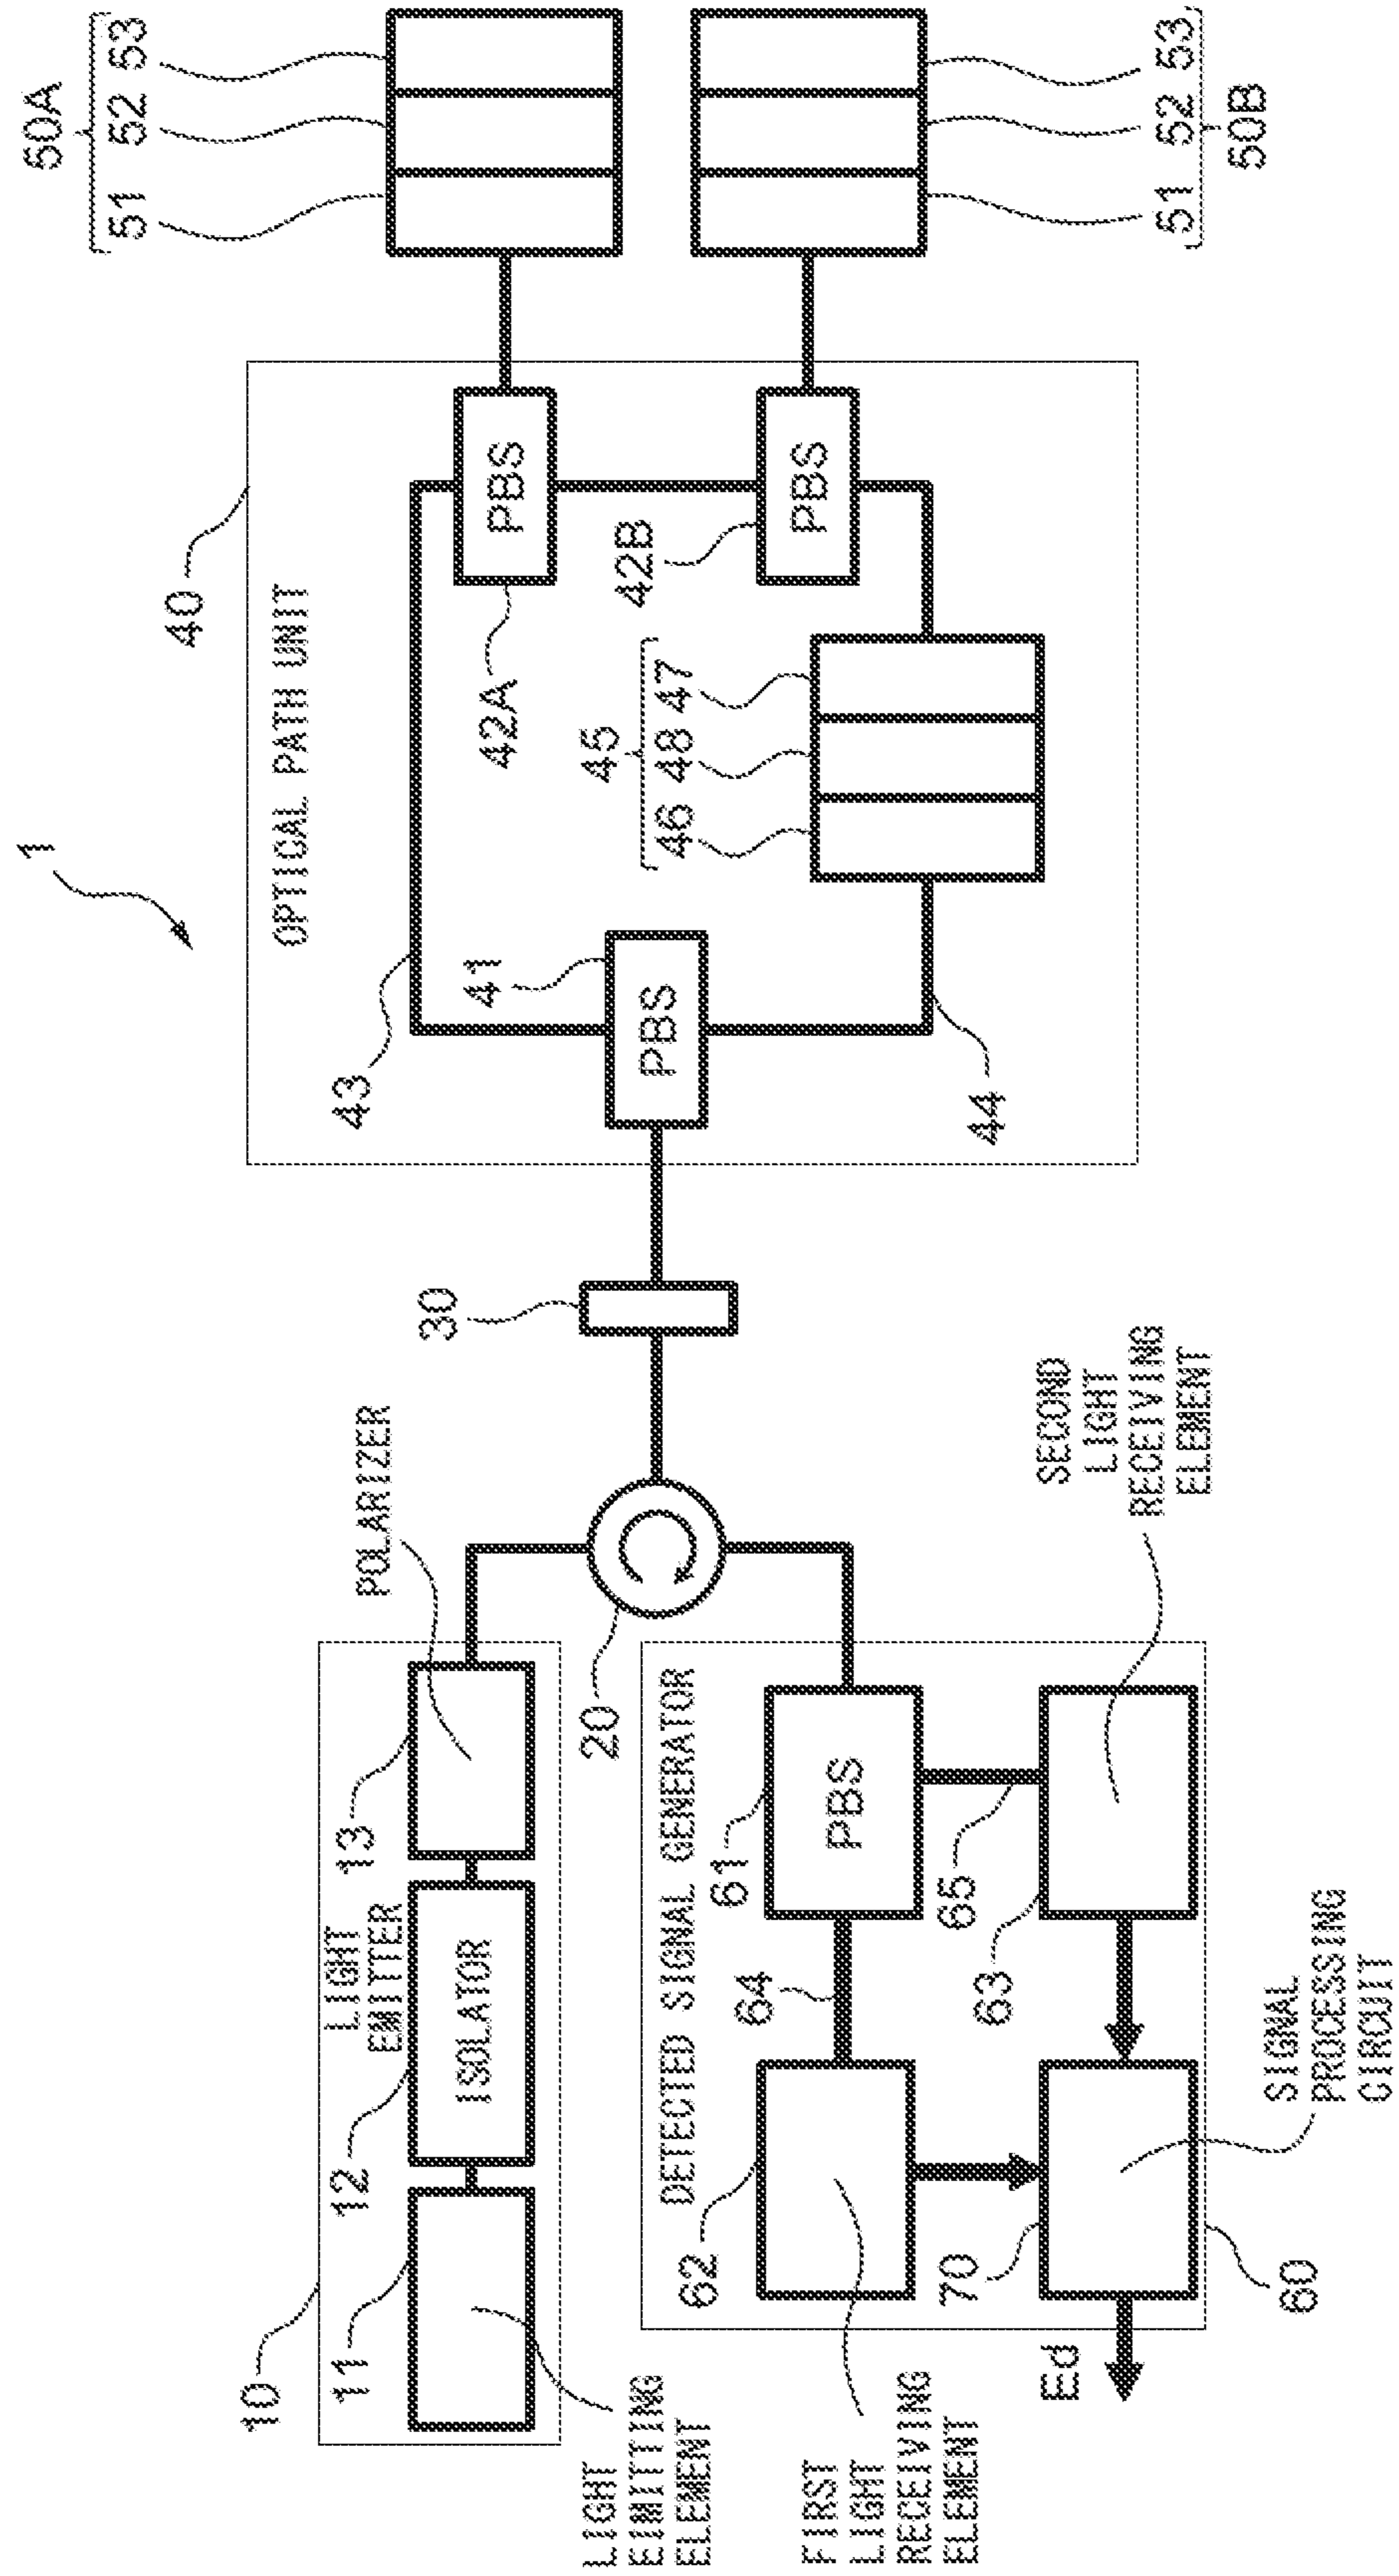 1
10
LIGHT
EMITTER
11
12
13
ISOLATOR
POLARIZER
LIGHT
EIMITTING
ELEMENT
20
30
40
OPTICAL PATH UNIT
43
41
PBS
44
PBS
42A
PBS
42B
45
46
48
47
50A
51
52
53
51
52
53
50B
DETECTED SIGNAL GENERATOR
61
PBS
62
64
65
63
70
60
Ed
FIRST
LIGHT
RECEIVING
ELEMENT
SECOND
LIGHT
RECEIVING
ELEMENT
SIGNAL
PROCESSING
CIRCUIT